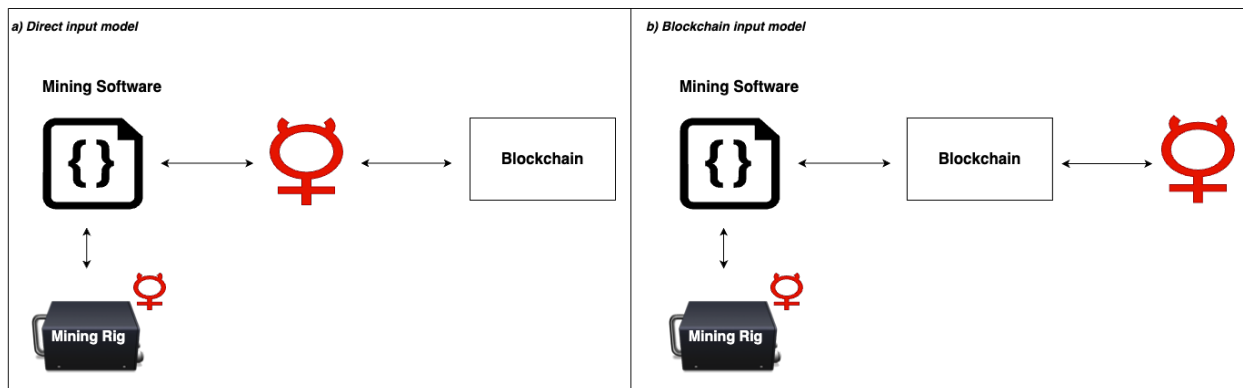 a) Direct input model
Mining Software
{}
Blockchain
Mining Rig
b) Blockchain input model
Mining Software
{}
Blockchain
Mining Rig